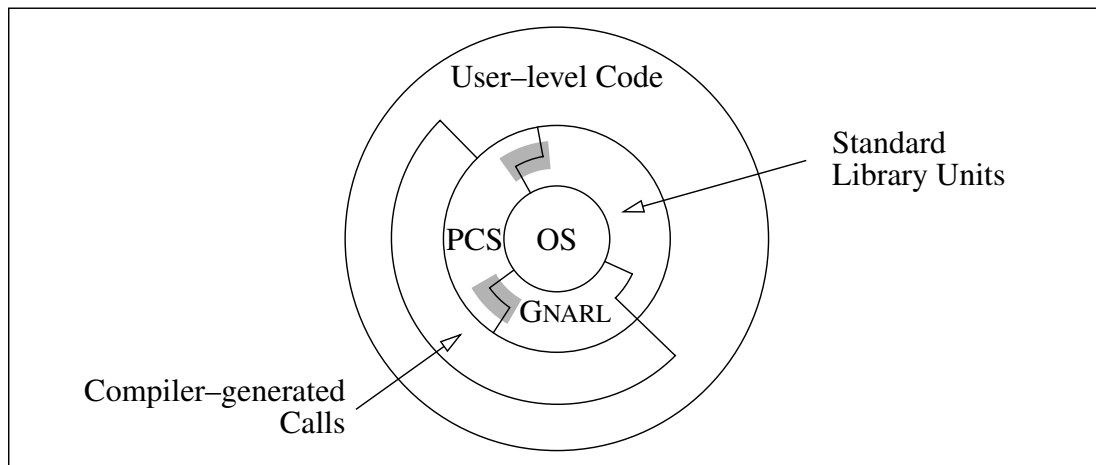 User–level Code
Standard
Library Units
PCS
OS
GNARL
Compiler–generated
Calls